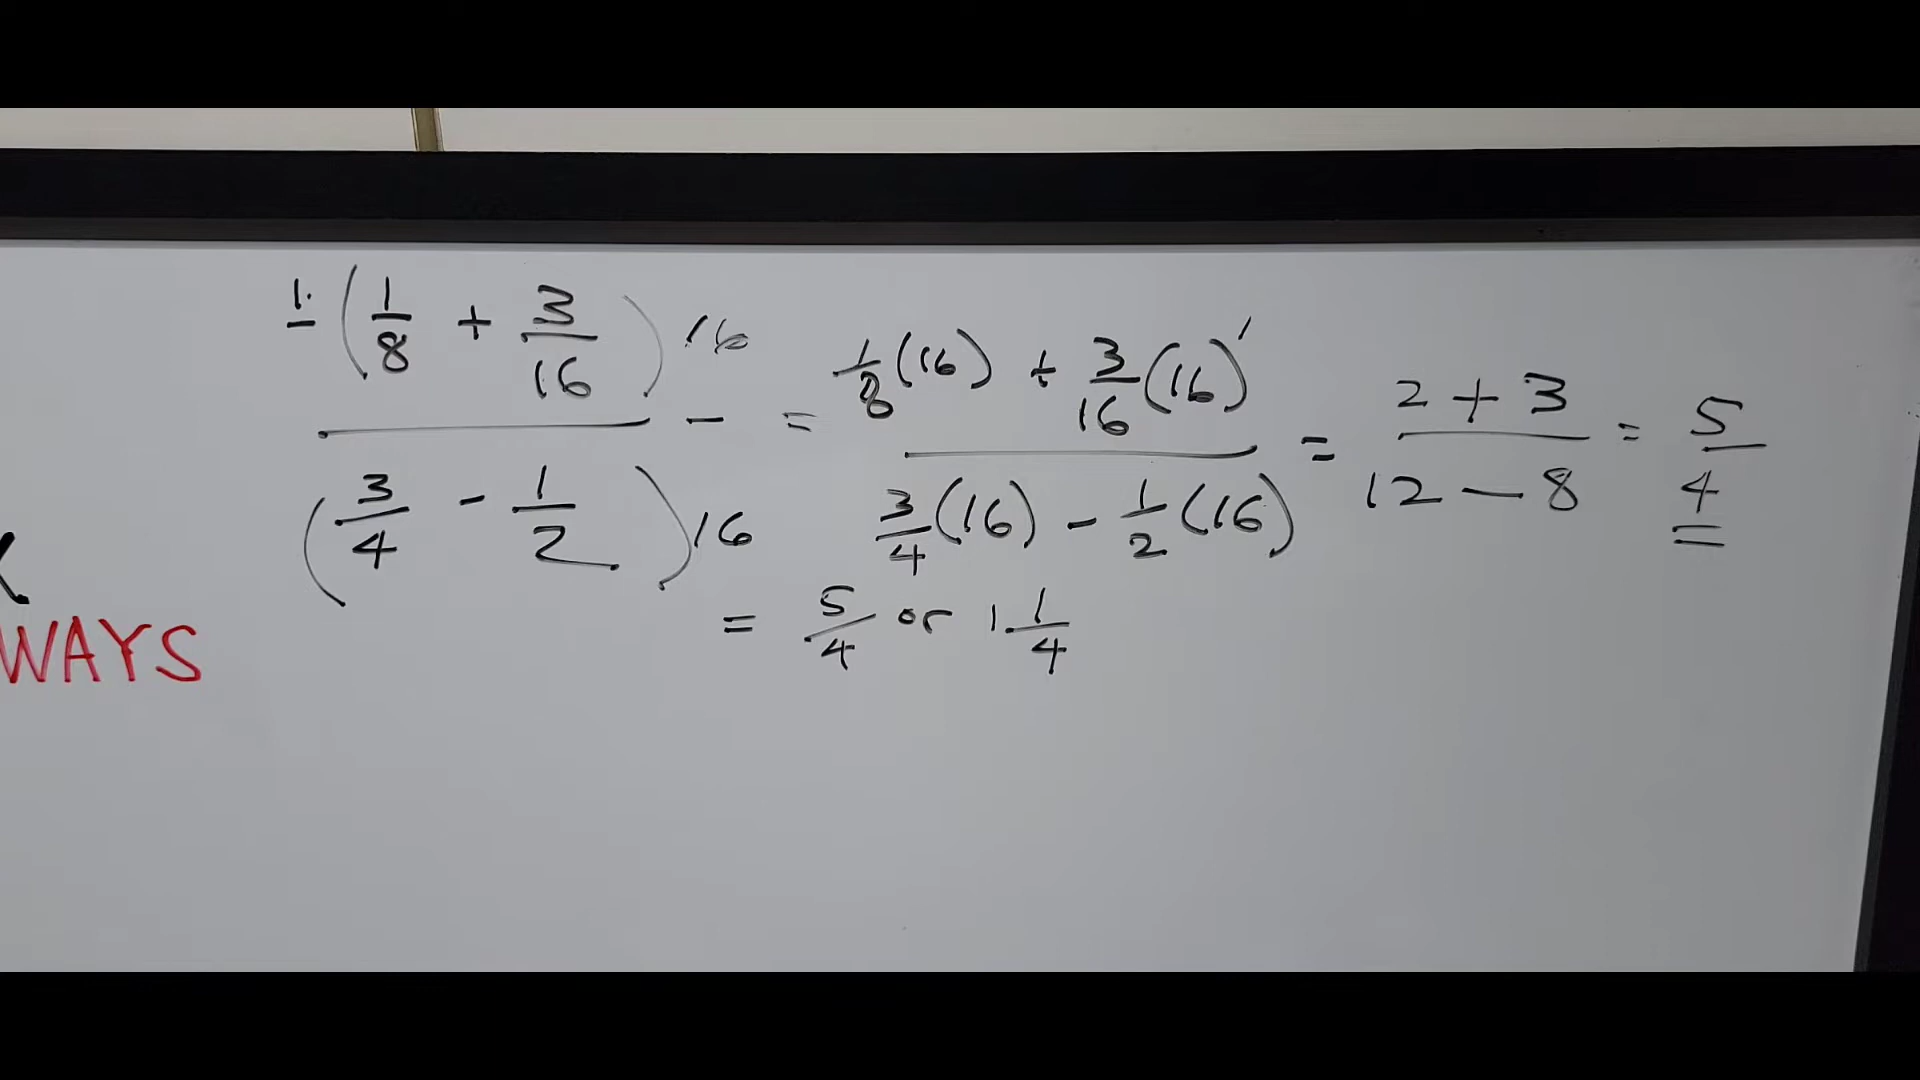 1. (1/8 + 3/16) 16 / (3/4 - 1/2) 16 - = 1/8 (16) + 3/16 (16) / 3/4 (16) - 1/2 (16) = 2 + 3 / 12 - 8 = 5/4
= 5/4 or 1 1/4
WAYS